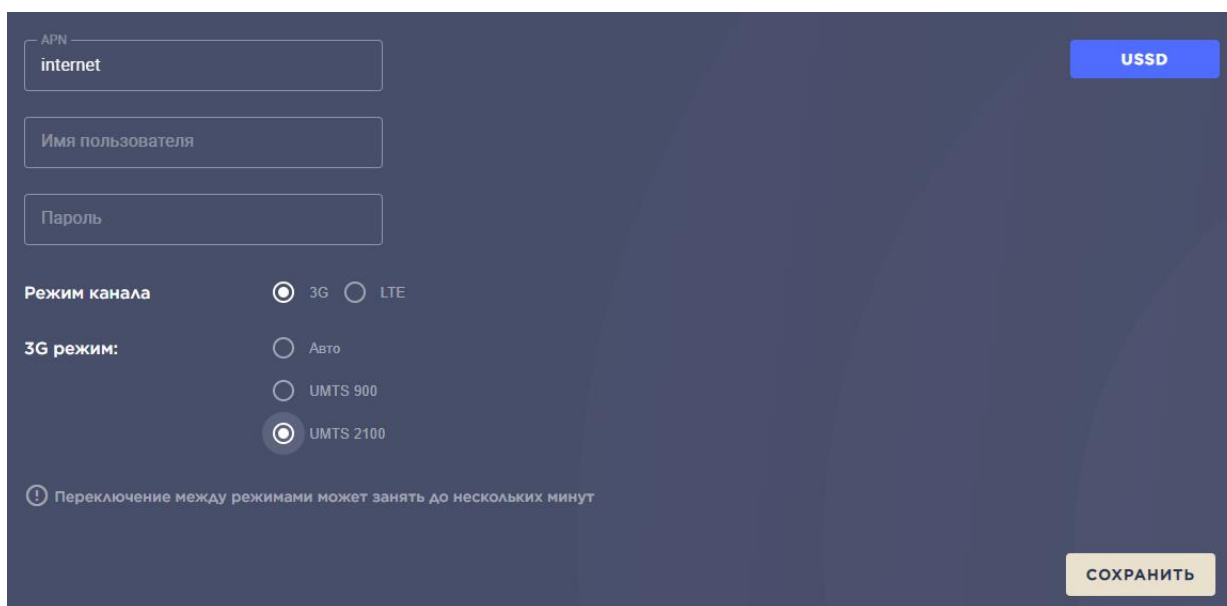 APN
internet
USSD
Имя пользователя
Пароль
Режим канала 3G LTE
3G режим: Авто
UMTS 900
UMTS 2100
Переключение между режимами может занять до нескольких минут
СОХРАНИТЬ